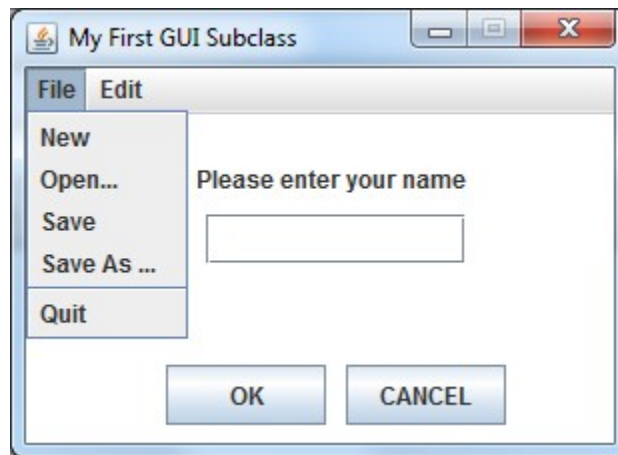 My First GUI Subclass
File Edit
New
Open...
Please enter your name
Save
Save As ...
Quit
OK CANCEL